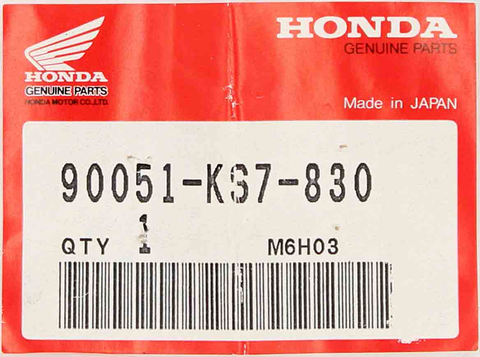 HONDA
GENUINE PARTS
HONDA MOTOR CO.,LTD.
HONDA
GENUINE PARTS
Made in JAPAN
90051-KS7-830
QTY 1 M6H03